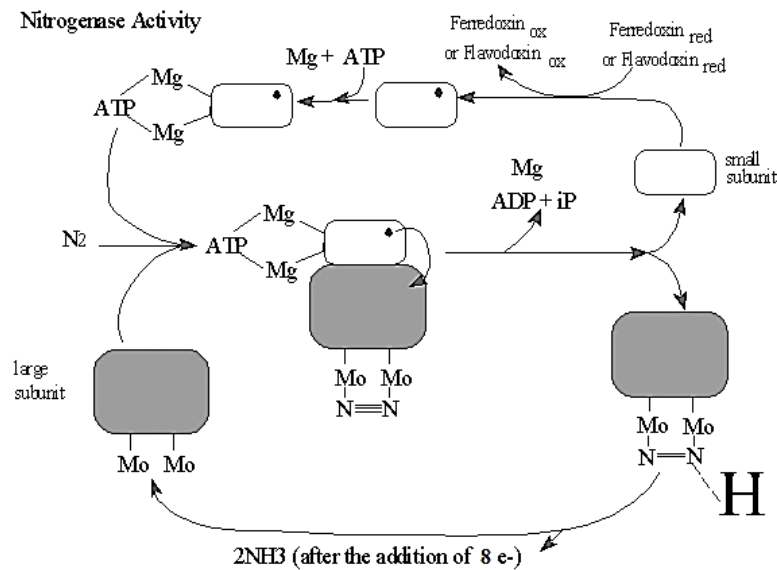 Nitrogenase Activity
Ferredoxin ox
or Flavodoxin ox
Ferredoxin red
or Flavodoxin red
Mg + ATP
Mg
ATP
Mg
small
subunit
Mg
ADP + iP
N2
Mg
ATP
Mg
large
subunit
Mo Mo
N≡N
Mo Mo
Mo Mo
N=N
H
2NH3 (after the addition of 8 e-)